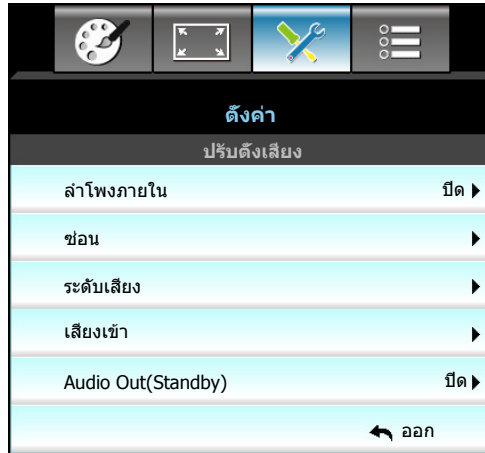 ตั้งค่า
ปรับตั้งเสียง
ลำโพงภายใน ปิด
ซ่อน
ระดับเสียง
เสียงเข้า
Audio Out(Standby) ปิด
ออก